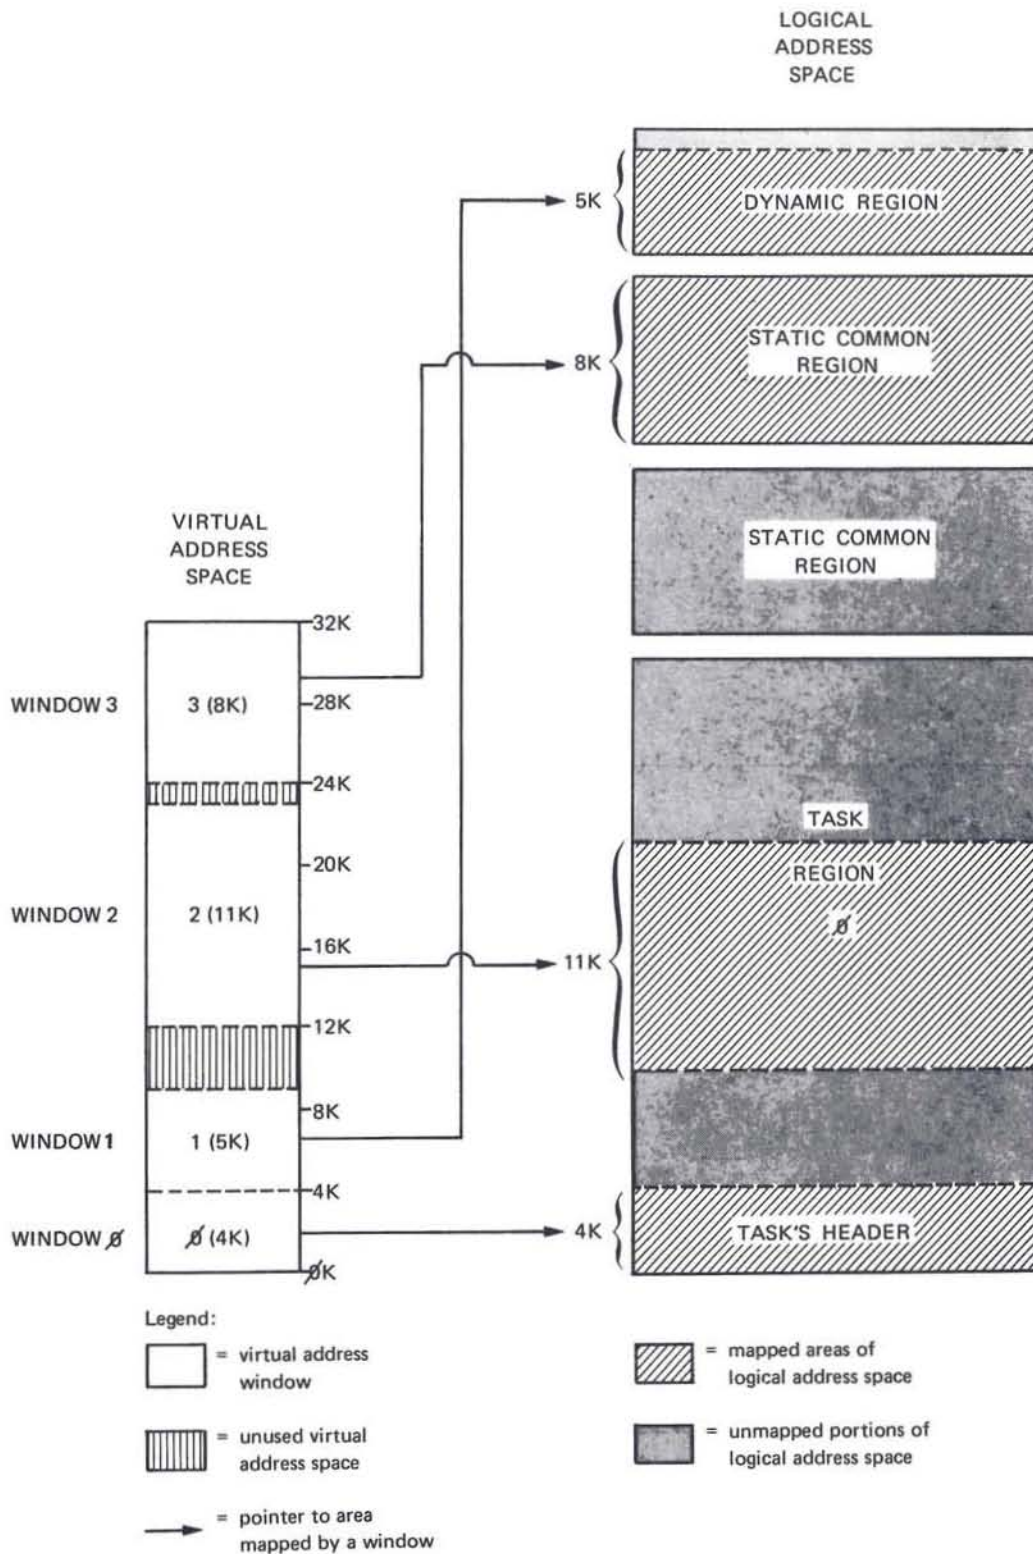 LOGICAL
ADDRESS
SPACE
5K
DYNAMIC REGION
8K
STATIC COMMON
REGION
STATIC COMMON
REGION
VIRTUAL
ADDRESS
SPACE
32K
WINDOW 3
3 (8K)
28K
24K
TASK
20K
REGION
WINDOW 2
2 (11K)
Ø
16K
11K
12K
8K
WINDOW 1
1 (5K)
4K
WINDOW Ø
Ø (4K)
4K
TASK'S HEADER
ØK
Legend:
= virtual address
window
= unused virtual
address space
= pointer to area
mapped by a window
= mapped areas of
logical address space
= unmapped portions of
logical address space